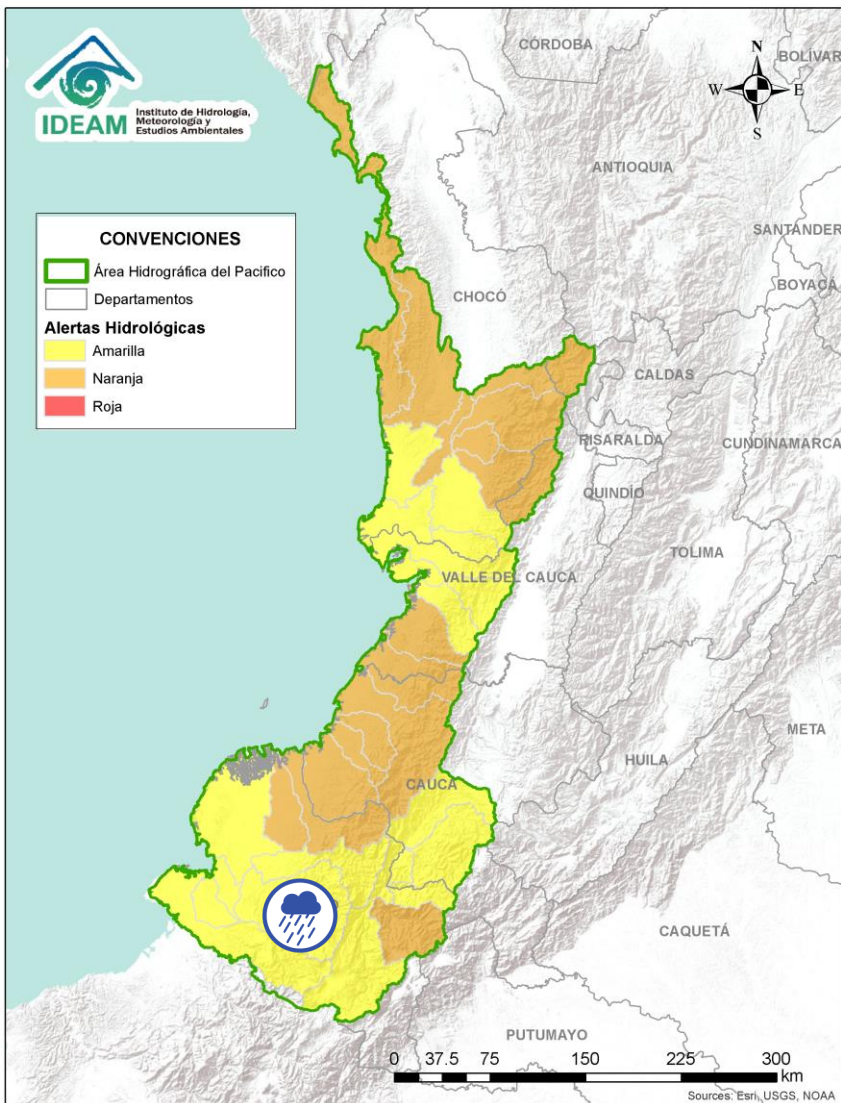 IDEAM
Instituto de Hidrología,
Meteorología y
Estudios Ambientales
CÓRDOBA
BOLÍVAR
N
W
E
S
ANTIOQUIA
SANTANDER
BOYACÁ
CONVENCIONES
Área Hidrográfica del Pacifico
Departamentos
Alertas Hidrológicas
Amarilla
Naranja
Roja
CHOCÓ
CALDAS
RISARALDA
CUNDINAMARCA
QUINDÍO
TOLIMA
VALLE DEL CAUCA
META
HUILA
CAUCA
CAQUETÁ
PUTUMAYO
0 37.5 75 150 225 300
km
Sources: Esri, USGS, NOAA